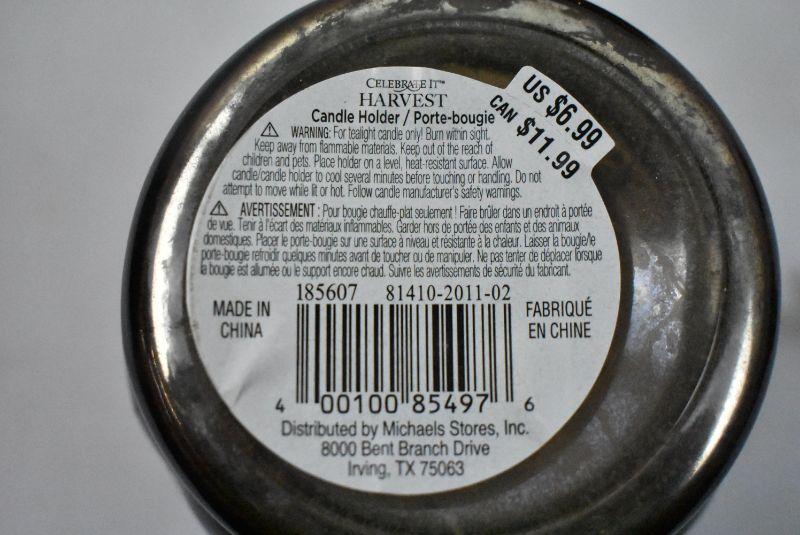 CELEBRATE IT™
HARVEST
Candle Holder / Porte-bougie
US $6.99
CAN $11.99
⚠ WARNING: For tealight candle only! Burn within sight.
Keep away from flammable materials. Keep out of the reach of
children and pets. Place holder on a level, heat-resistant surface. Allow
candle/candle holder to cool several minutes before touching or handling. Do not
attempt to move while lit or hot. Follow candle manufacturer's safety warnings.
⚠ AVERTISSEMENT : Pour bougie chauffe-plat seulement ! Faire brûler dans un endroit à portée
de vue. Tenir à l'écart des matériaux inflammables. Garder hors de portée des enfants et des animaux
domestiques. Placer le porte-bougie sur une surface à niveau et résistante à la chaleur. Laisser la bougie/le
porte-bougie refroidir quelques minutes avant de toucher ou de manipuler. Ne pas tenter de déplacer lorsque
la bougie est allumée ou le support encore chaud. Suivre les avertissements de sécurité du fabricant.
185607 81410-2011-02
MADE IN
CHINA
FABRIQUÉ
EN CHINE
4 00100 85497 6
Distributed by Michaels Stores, Inc.
8000 Bent Branch Drive
Irving, TX 75063